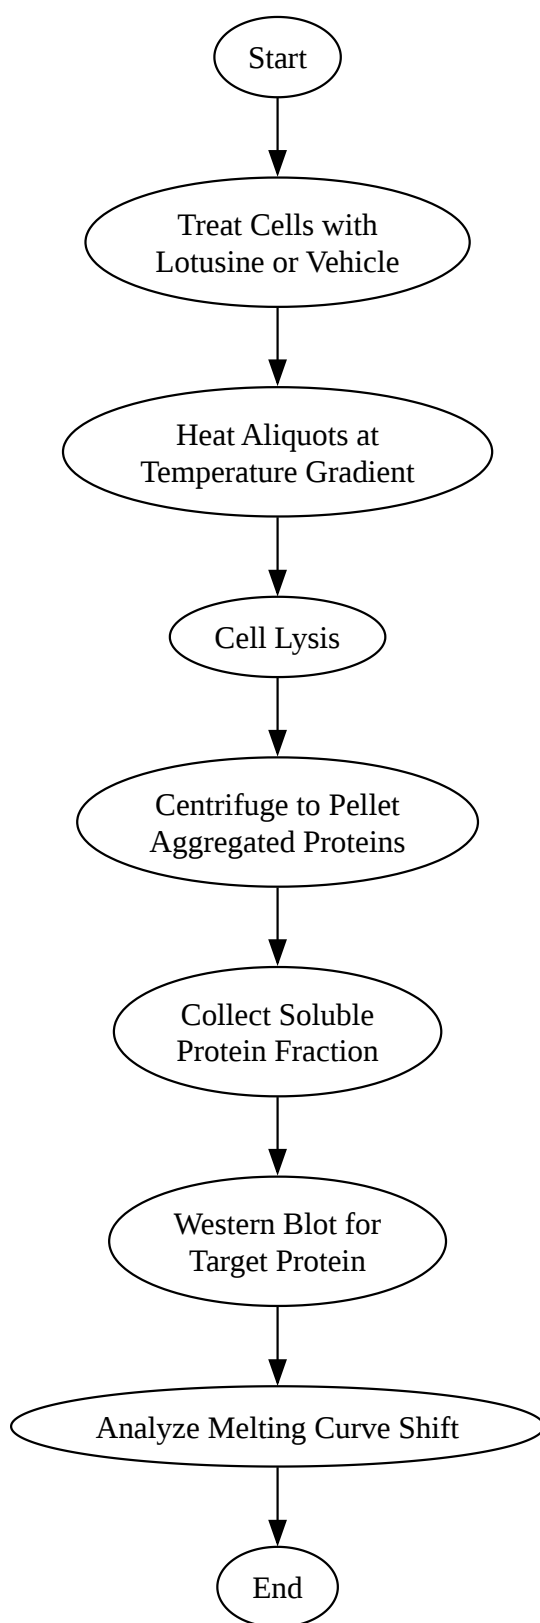 Start
Treat Cells with
Lotusine or Vehicle
Heat Aliquots at
Temperature Gradient
Cell Lysis
Centrifuge to Pellet
Aggregated Proteins
Collect Soluble
Protein Fraction
Western Blot for
Target Protein
Analyze Melting Curve Shift
End